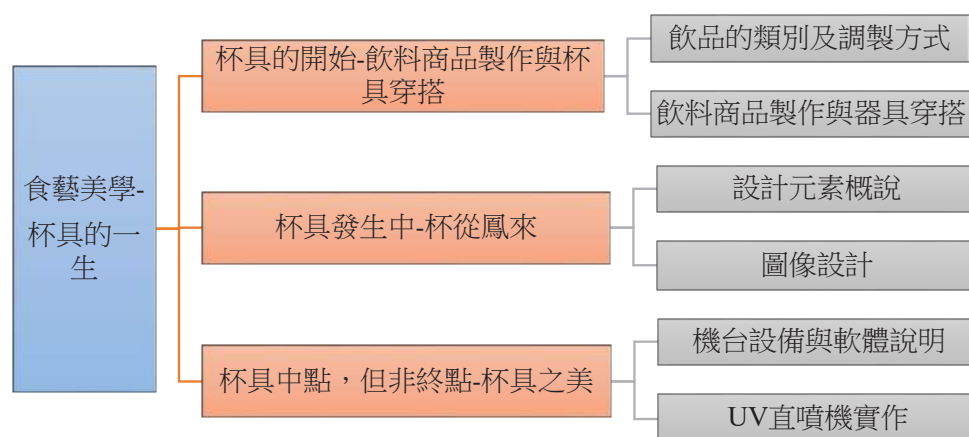 食藝美學-
杯具的一
生
杯具的開始-飲料商品製作與杯
具穿搭
飲品的類別及調製方式
飲料商品製作與器具穿搭
杯具發生中-杯從鳳來
設計元素概說
圖像設計
杯具中點，但非終點-杯具之美
機台設備與軟體說明
UV直噴機實作